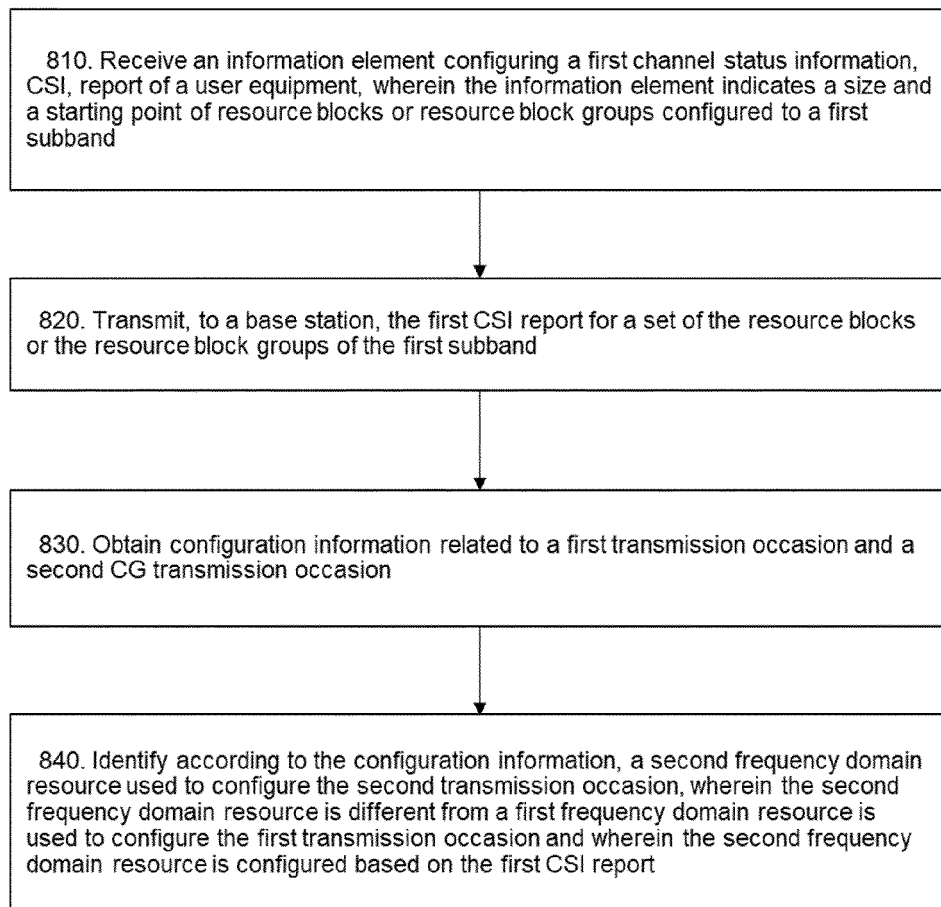 810. Receive an information element configuring a first channel status information,
CSI, report of a user equipment, wherein the information element indicates a size and
a starting point of resource blocks or resource block groups configured to a first
subband
820. Transmit, to a base station, the first CSI report for a set of the resource blocks
or the resource block groups of the first subband
830. Obtain configuration information related to a first transmission occasion and a
second CG transmission occasion
840. Identify according to the configuration information, a second frequency domain
resource used to configure the second transmission occasion, wherein the second
frequency domain resource is different from a first frequency domain resource is
used to configure the first transmission occasion and wherein the second frequency
domain resource is configured based on the first CSI report